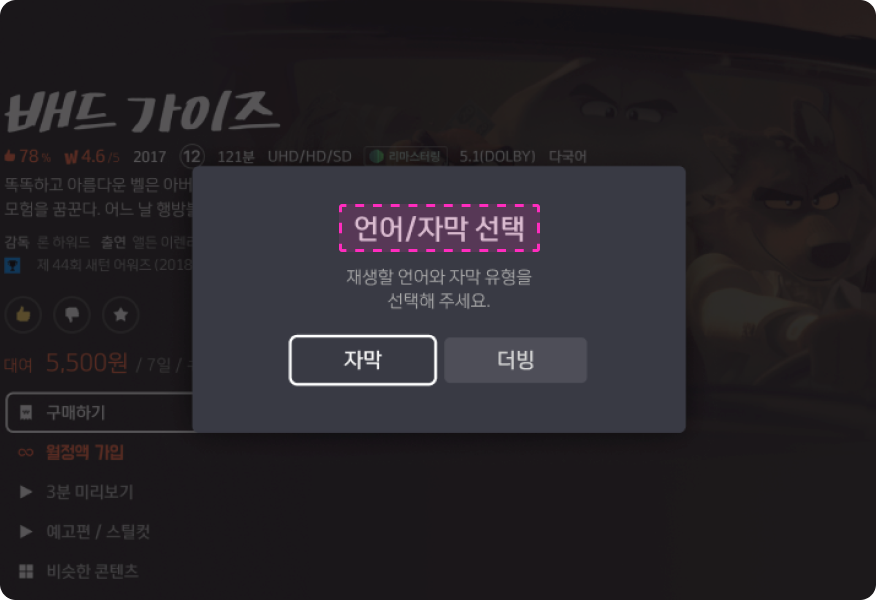 배드 가이즈
78% 4.6/5 2017 12 121분 UHD/HD/SD 리마스터링 5.1(DOLBY) 다국어
똑똑하고 아름다운 벨은 아버
모험을 꿈꾼다. 어느 날 행방불
감독 론 하워드 출연 엘든 이렌리
제 44회 새턴 어워즈 (2018
대여 5,500원 / 7일 /
구매하기
월정액 가입
3분 미리보기
예고편 / 스틸컷
비슷한 콘텐츠
언어/자막 선택
재생할 언어와 자막 유형을
선택해 주세요.
자막
더빙